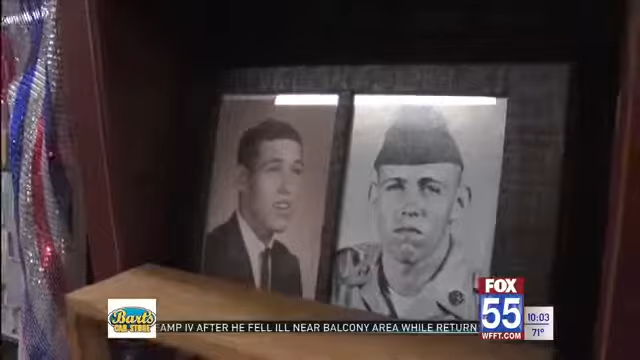 FOX
55
WFFT.COM
10:03
71°
Bart's
CAR STORE
AMP IV AFTER HE FELL ILL NEAR BALCONY AREA WHILE RETURN